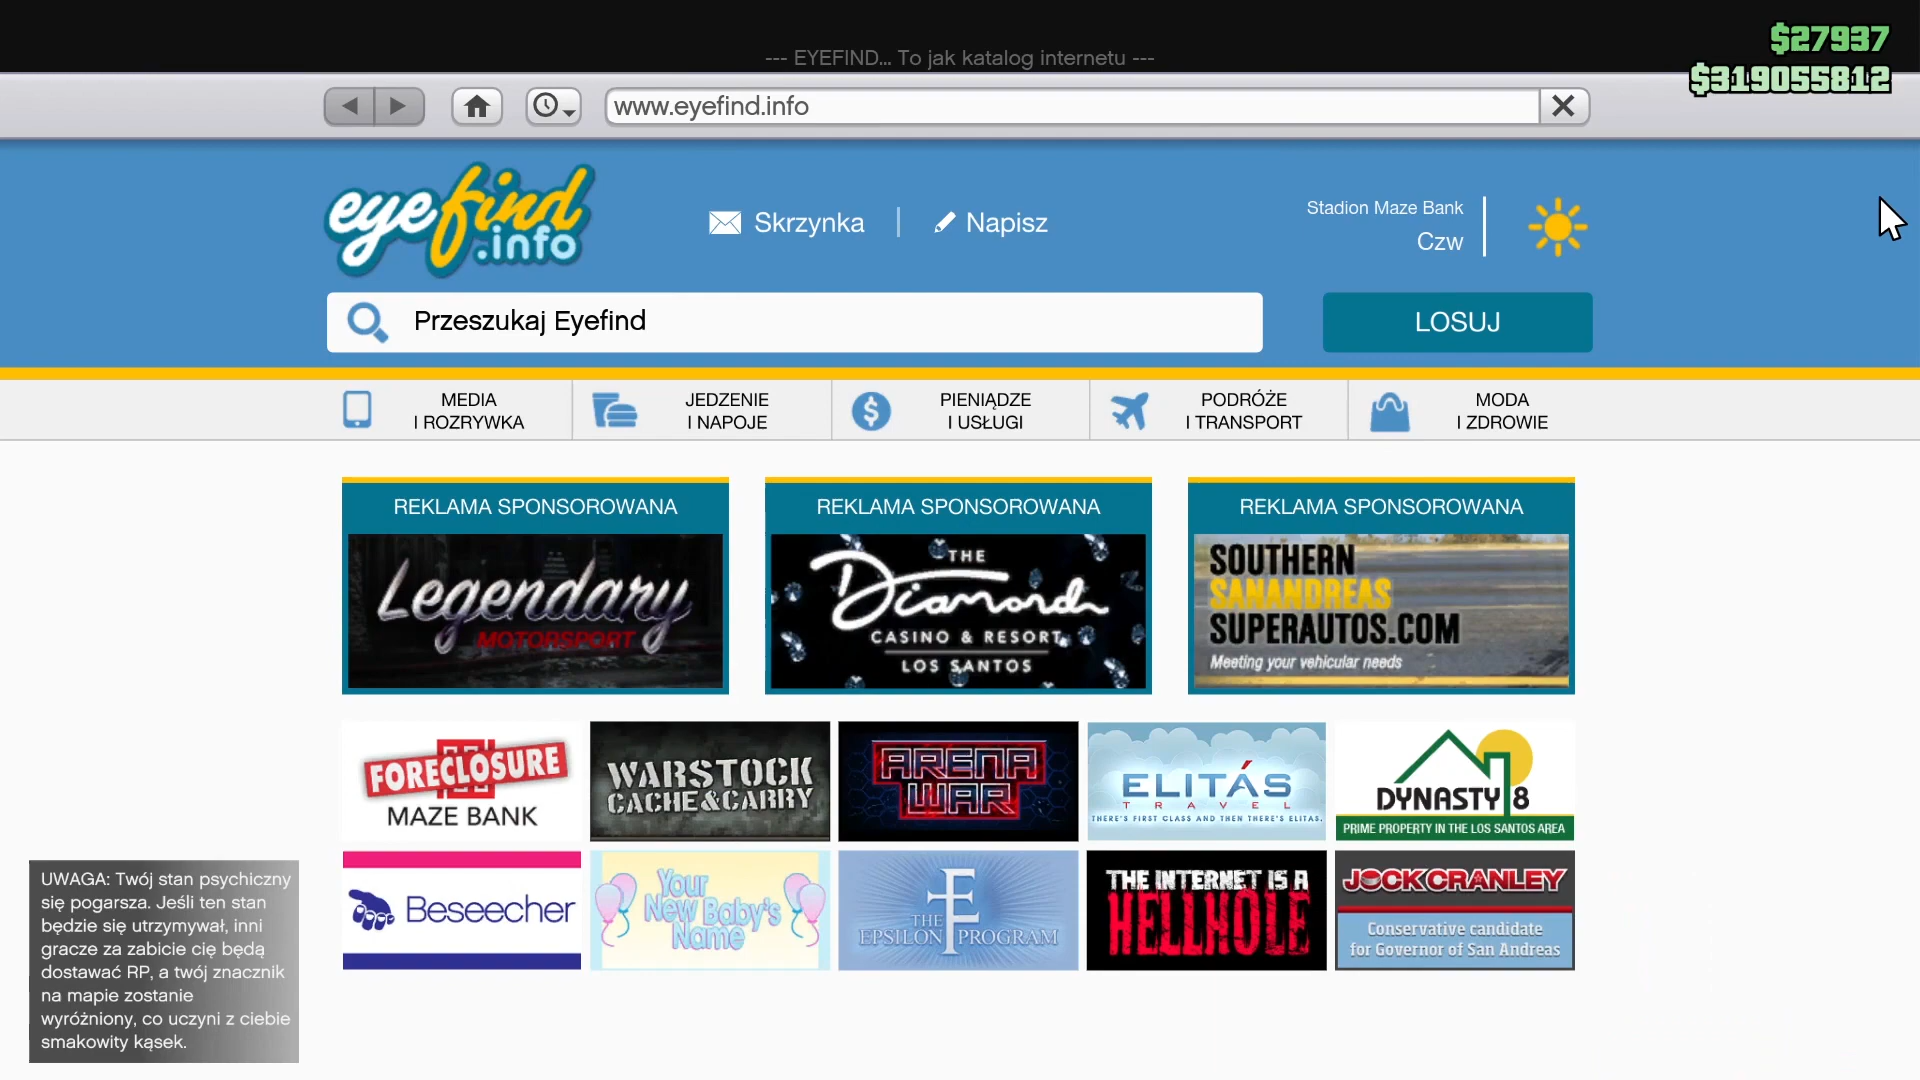 $27937
--- EYEFIND... To jak katalog internetu ---
$319055812
www.eyefind.info
eyefind.info
Skrzynka
Napisz
Stadion Maze Bank
Czw
Przeszukaj Eyefind
LOSUJ
MEDIA
I ROZRYWKA
JEDZENIE
I NAPOJE
PIENIĄDZE
I USŁUGI
PODRÓŻE
I TRANSPORT
MODA
I ZDROWIE
REKLAMA SPONSOROWANA
Legendary
MOTORSPORT
REKLAMA SPONSOROWANA
THE
Diamond
CASINO & RESORT
LOS SANTOS
REKLAMA SPONSOROWANA
SOUTHERN
SANANDREAS
SUPERAUTOS.COM
Meeting your vehicular needs
FORECLOSURE
MAZE BANK
WARSTOCK
CACHE&CARRY
ARENA
WAR
ELITÁS
TRAVEL
THERE'S FIRST CLASS AND THEN THERE'S ELITAS.
DYNASTY 8
PRIME PROPERTY IN THE LOS SANTOS AREA
Beseecher
Your
New Baby's
Name
THE
EPSILON PROGRAM
THE INTERNET IS A
HELLHOLE
JOCK CRANLEY
Conservative candidate
for Governor of San Andreas
UWAGA: Twój stan psychiczny
się pogarsza. Jeśli ten stan
będzie się utrzymywał, inni
gracze za zabicie cię będą
dostawać RP, a twój znacznik
na mapie zostanie
wyróżniony, co uczyni z ciebie
smakowity kąsek.